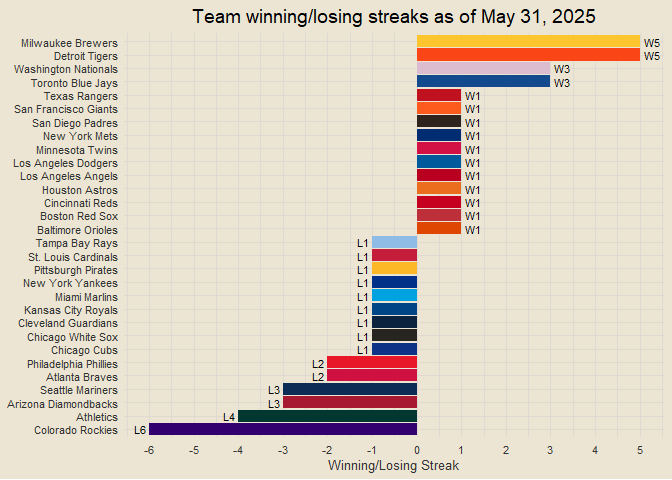 Team winning/losing streaks as of May 31, 2025
Milwaukee Brewers W5
Detroit Tigers W5
Washington Nationals W3
Toronto Blue Jays W3
Texas Rangers W1
San Francisco Giants W1
San Diego Padres W1
New York Mets W1
Minnesota Twins W1
Los Angeles Dodgers W1
Los Angeles Angels W1
Houston Astros W1
Cincinnati Reds W1
Boston Red Sox W1
Baltimore Orioles W1
Tampa Bay Rays L1
St. Louis Cardinals L1
Pittsburgh Pirates L1
New York Yankees L1
Miami Marlins L1
Kansas City Royals L1
Cleveland Guardians L1
Chicago White Sox L1
Chicago Cubs L1
Philadelphia Phillies L2
Atlanta Braves L2
Seattle Mariners L3
Arizona Diamondbacks L3
Athletics L4
Colorado Rockies L6
-6 -5 -4 -3 -2 -1 0 1 2 3 4 5
Winning/Losing Streak